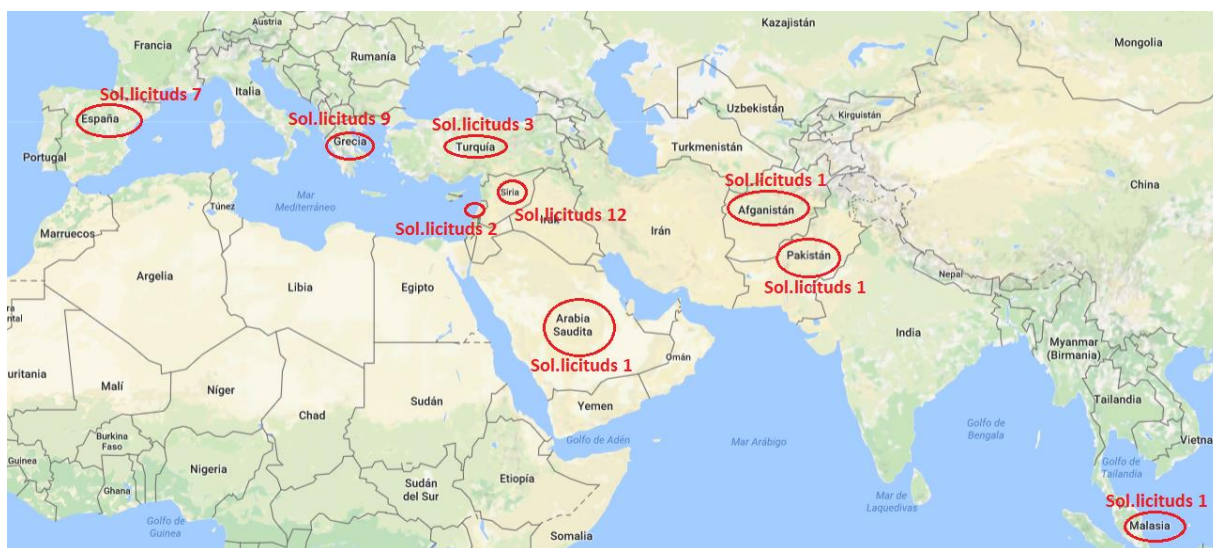 Austria
Kazajistán
Francia
Mongolia
Rumanía
Sol.licituds 7
Italia
España
Sol.licituds 9
Sol.licituds 3
Uzbekistán
Kirguistán
Grecia
Turquía
Turkmenistán
Portugal
Sol.licituds 1
China
Mar
Mediterráneo
Túnez
Siria
Afganistán
Sol.licituds 12
Irak
Sol.licituds 2
Irán
Marruecos
Pakistán
Argelia
Libia
Egipto
Nepal
Sol.licituds 1
Arabia
Saudita
India
Myanmar
(Birmania)
Omán
Sol.licituds 1
uritania
Malí
Níger
Sudán
Chad
Yemen
Tailandia
Burkina
Faso
Golfo de Adén
Mar Arábigo
Golfo de
Bengala
Vietna
Guinea
Nigeria
Ghana
Etiopía
Sudán
del Sur
Golfo de
Tailandia
Mar de
Laquedivas
Sol.licituds 1
Malasia
Golfo de
Guinea
Somalia